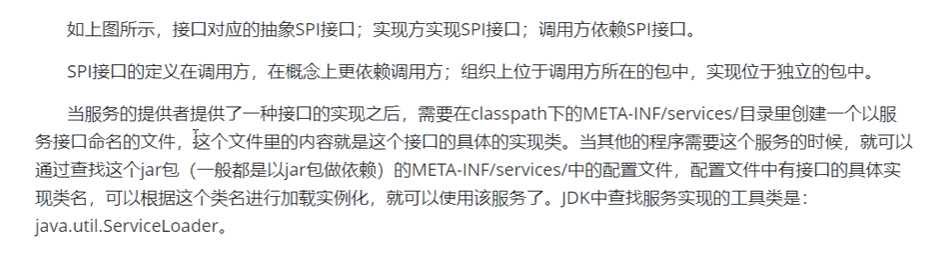 如上图所示，接口对应的抽象SPI接口；实现方实现SPI接口；调用方依赖SPI接口。
SPI接口的定义在调用方，在概念上更依赖调用方；组织上位于调用方所在的包中，实现位于独立的包中。
当服务的提供者提供了一种接口的实现之后，需要在classpath下的META-INF/services/目录里创建一个以服
务接口命名的文件，这个文件里的内容就是这个接口的具体的实现类。当其他的程序需要这个服务的时候，就可以
通过查找这个jar包（一般都是以jar包做依赖）的META-INF/services/中的配置文件，配置文件中有接口的具体实
现类名，可以根据这个类名进行加载实例化，就可以使用该服务了。JDK中查找服务实现的工具类是：
java.util.ServiceLoader。